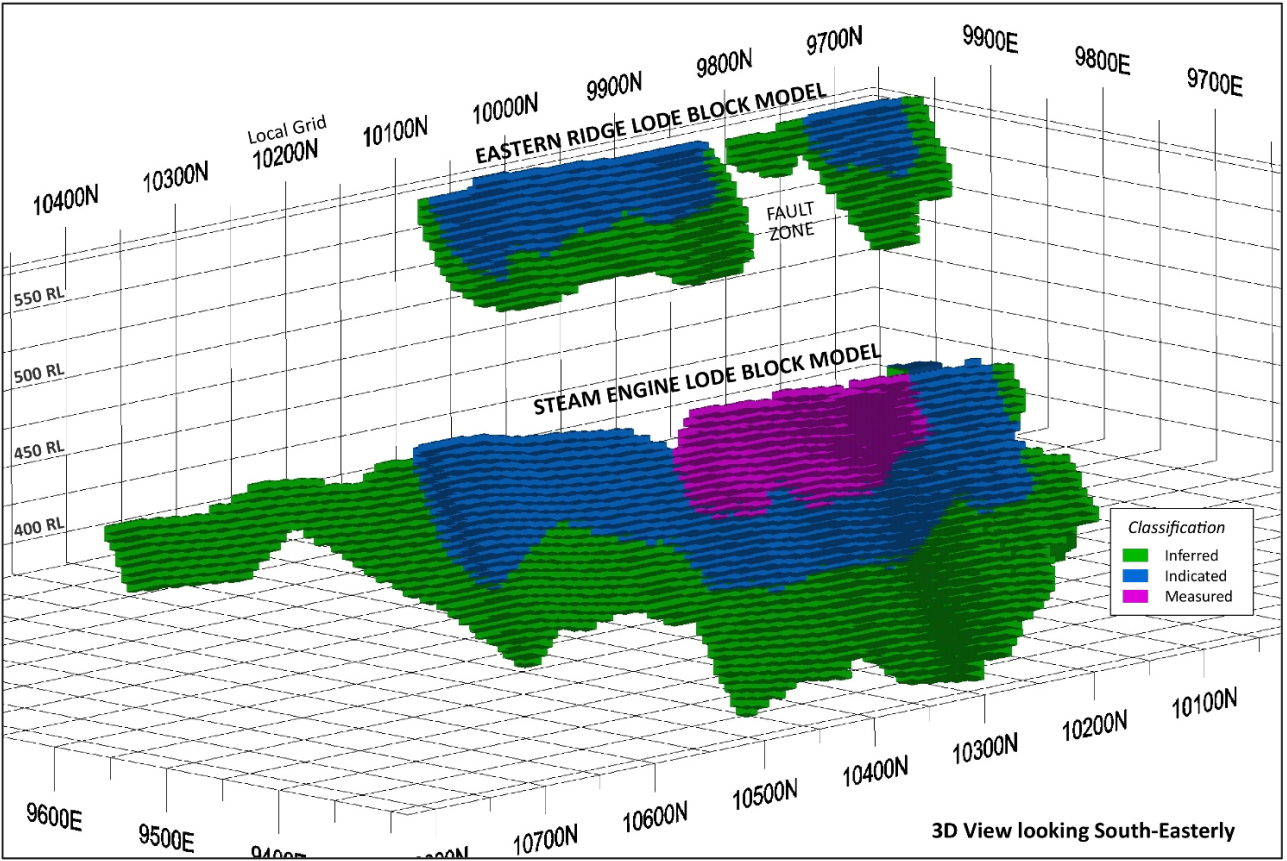 9700N
9800N
9900N
10000N
10100N
Local Grid
10200N
10300N
10400N
9900E
9800E
9700E
EASTERN RIDGE LODE BLOCK MODEL
FAULT
ZONE
550 RL
500 RL
450 RL
400 RL
STEAM ENGINE LODE BLOCK MODEL
Classification
Inferred
Indicated
Measured
9600E
9500E
10700N
10600N
10500N
10400N
10300N
10200N
10100N
3D View looking South-Easterly